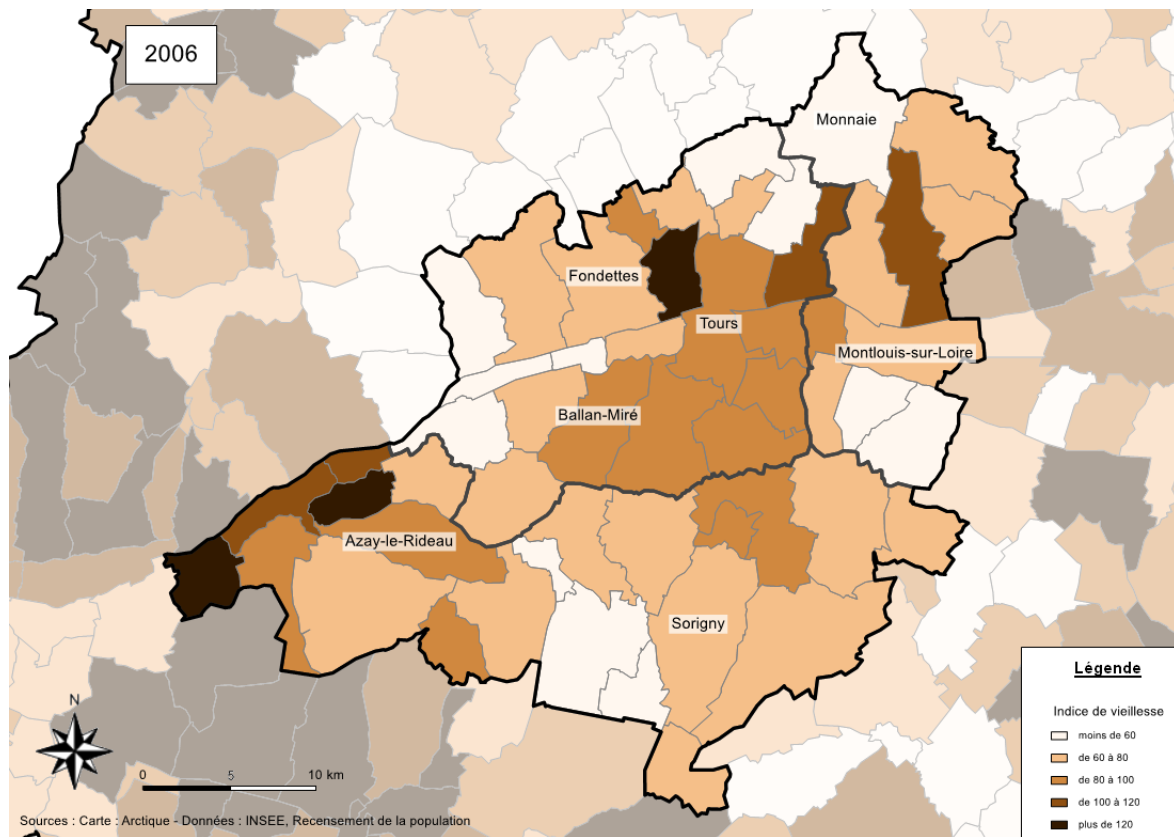 2006
Monnaie
Fondettes
Tours
Montlouis-sur-Loire
Ballan-Miré
Azay-le-Rideau
Sorigny
N
0 5 10 km
Légende
Indice de vieillesse
moins de 60
de 60 à 80
de 80 à 100
de 100 à 120
plus de 120
Sources : Carte : Arctique - Données : INSEE, Recensement de la population